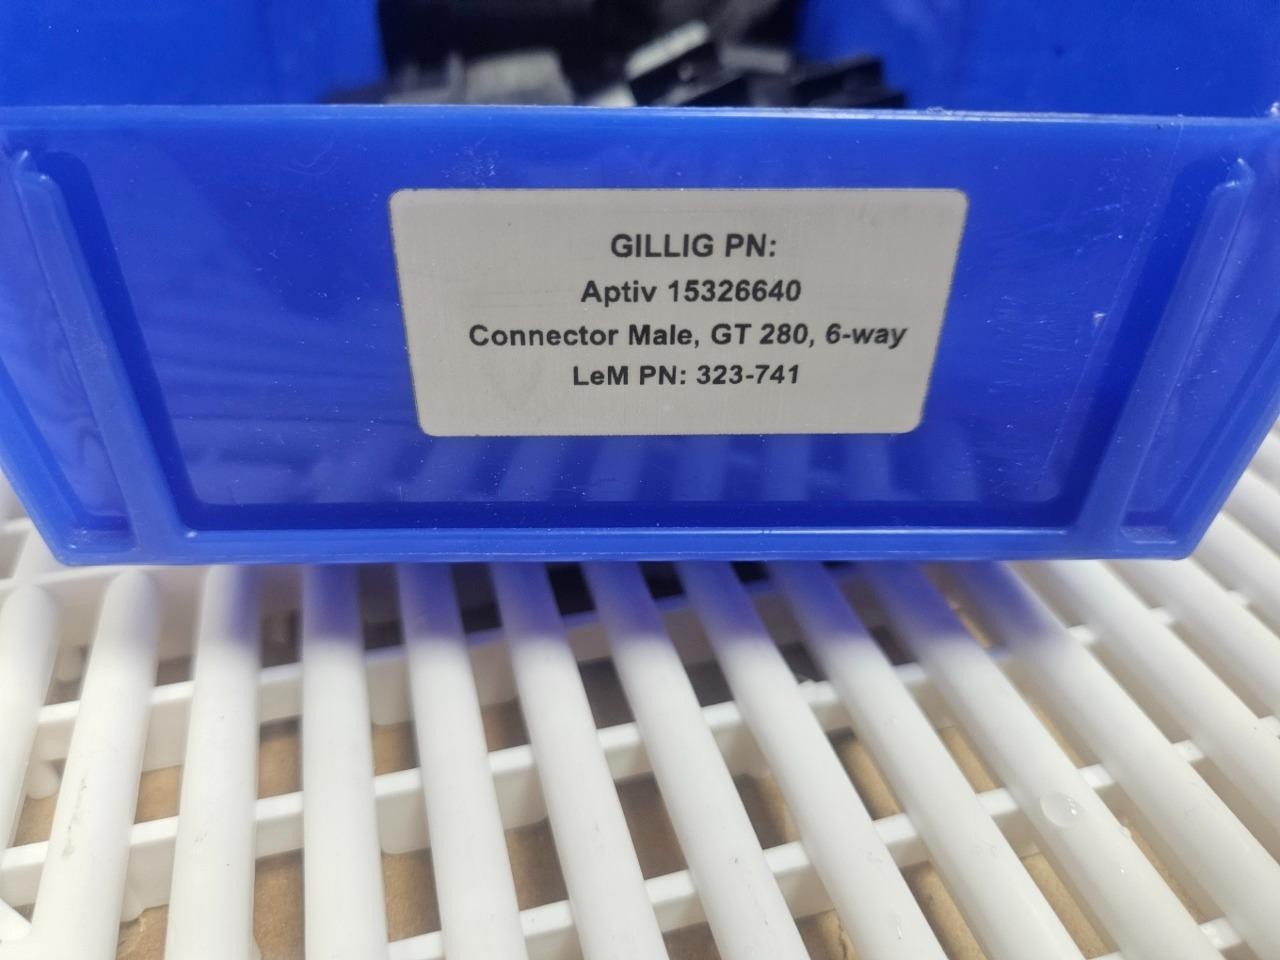 GILLIG PN:
Aptiv 15326640
Connector Male, GT 280, 6-way
LeM PN: 323-741